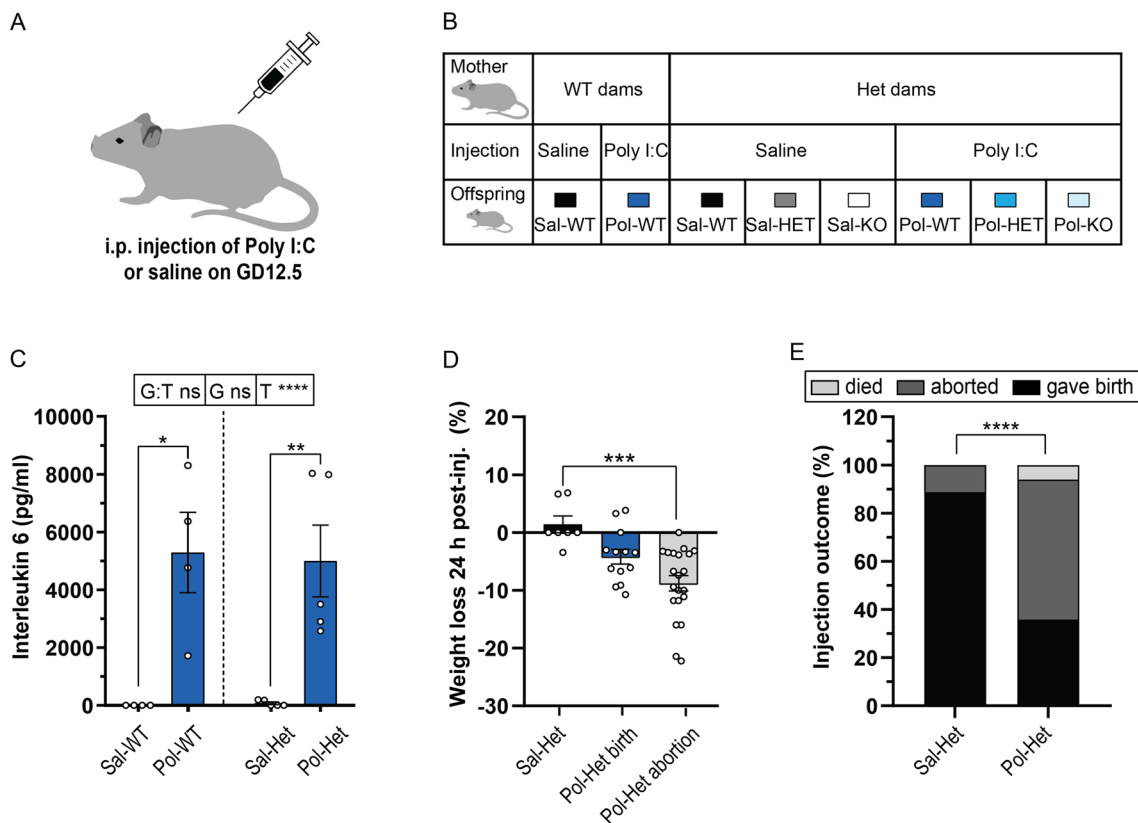 A
i.p. injection of Poly I:C
or saline on GD12.5
B
Mother
WT dams
Het dams
Injection
Saline
Poly I:C
Saline
Poly I:C
Offspring
Sal-WT
Pol-WT
Sal-WT
Sal-HET
Sal-KO
Pol-WT
Pol-HET
Pol-KO
C
G:T ns
G ns
T ****
Interleukin 6 (pg/ml)
10000
8000
6000
4000
2000
0
*
**
Sal-WT
Pol-WT
Sal-Het
Pol-Het
D
Weight loss 24 h post-inj. (%)
20
10
0
-10
-20
-30
***
Sal-Het
Pol-Het birth
Pol-Het abortion
E
died
aborted
gave birth
Injection outcome (%)
120
100
80
60
40
20
0
****
Sal-Het
Pol-Het